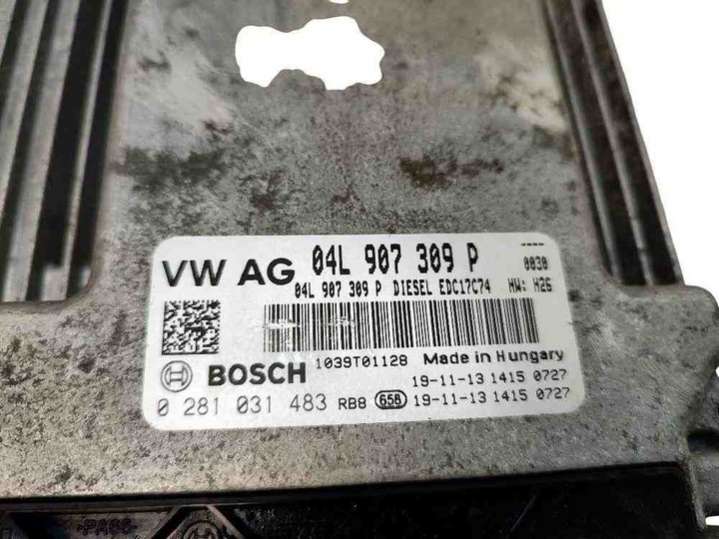 VW AG 04L 907 309 P ----
0030
04L 907 309 P DIESEL EDC17C74 HW: H26
1039T01128 Made in Hungary
BOSCH 19-11-13 1415 0727
0 281 031 483 RB8 658 19-11-13 1415 0727